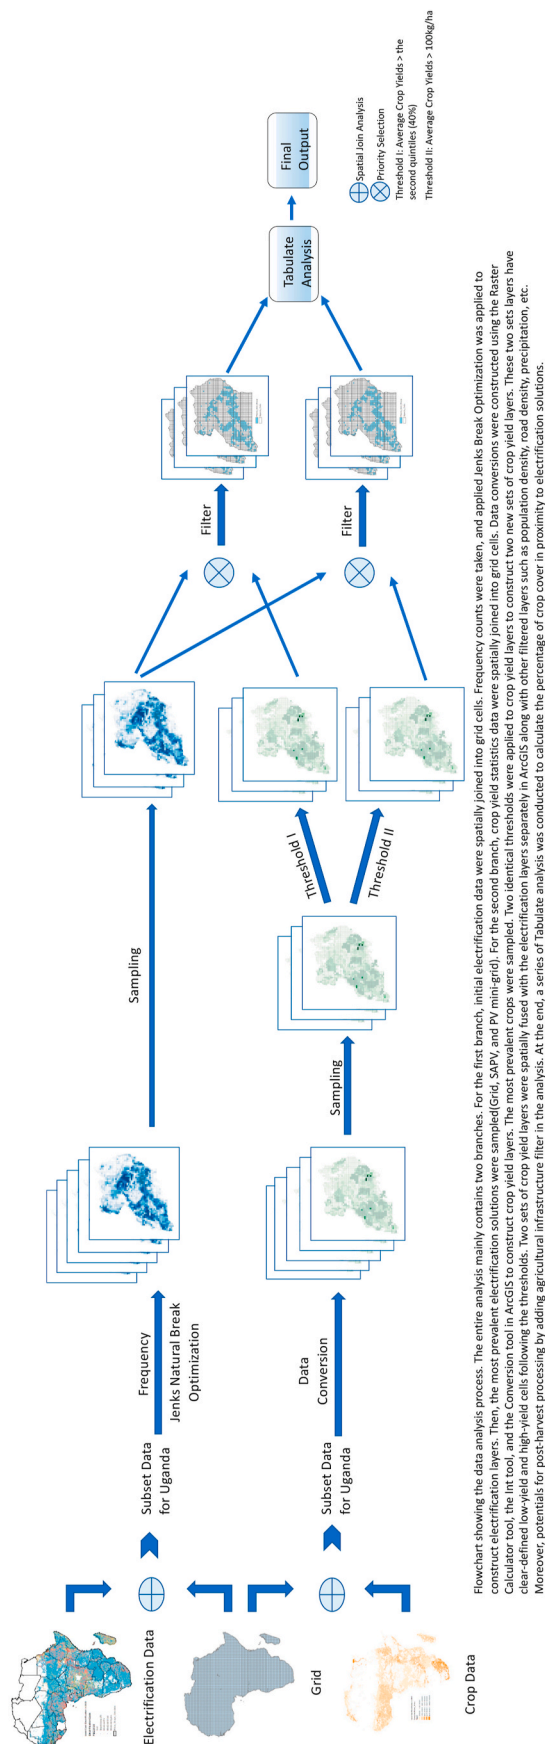 Electrification Data
Grid
Crop Data
Subset Data
for Uganda
Subset Data
for Uganda
Frequency
Jenks Natural Break
Optimization
Data
Conversion
Sampling
Sampling
Threshold I
Threshold II
Filter
Filter
Tabulate
Analysis
Final
Output
Spatial Join Analysis
Priority Selection
Threshold I: Average Crop Yields > the
second quintiles (40%)
Threshold II: Average Crop Yields > 100kg/ha
Flowchart showing the data analysis process. The entire analysis mainly contains two branches. For the first branch, initial electrification data were spatially joined into grid cells. Frequency counts were taken, and applied Jenks Break Optimization was applied to
construct electrification layers. Then, the most prevalent electrification solutions were sampled(Grid, SAPV, and PV mini-grid). For the second branch, crop yield statistics data were spatially joined into grid cells. Data conversions were constructed using the Raster
Calculator tool, the Int tool, and the Conversion tool in ArcGIS to construct crop yield layers. The most prevalent crops were sampled. Two identical thresholds were applied to crop yield layers to construct two new sets of crop yield layers. These two sets layers have
clear-defined low-yield and high-yield cells following the thresholds. Two sets of crop yield layers were spatially fused with the electrification layers separately in ArcGIS along with other filtered layers such as population density, road density, precipitation, etc.
Moreover, potentials for post-harvest processing by adding agricultural infrastructure filter in the analysis. At the end, a series of Tabulate analysis was conducted to calculate the percentage of crop cover in proximity to electrification solutions.